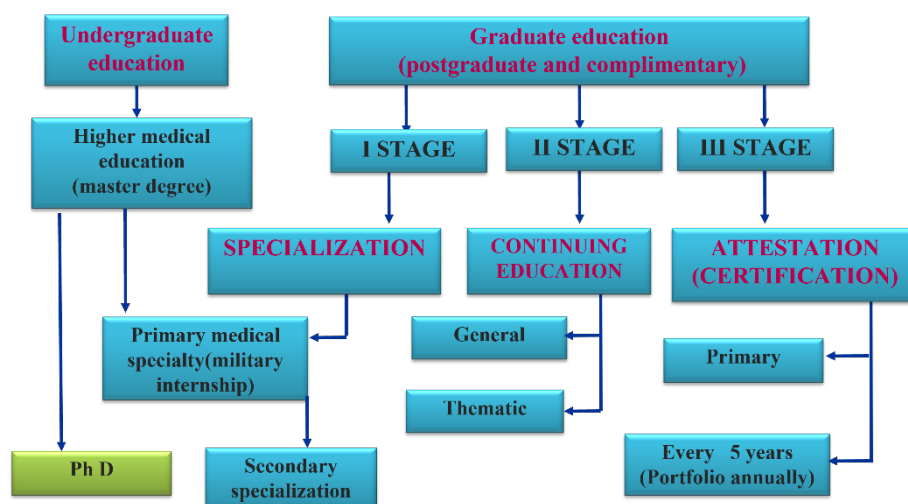 Undergraduate
education
Graduate education
(postgraduate and complimentary)
Higher medical
education
(master degree)
I STAGE
II STAGE
III STAGE
SPECIALIZATION
CONTINUING
EDUCATION
ATTESTATION
(CERTIFICATION)
Primary medical
specialty(military
internship)
General
Primary
Thematic
Ph D
Secondary
specialization
Every 5 years
(Portfolio annually)